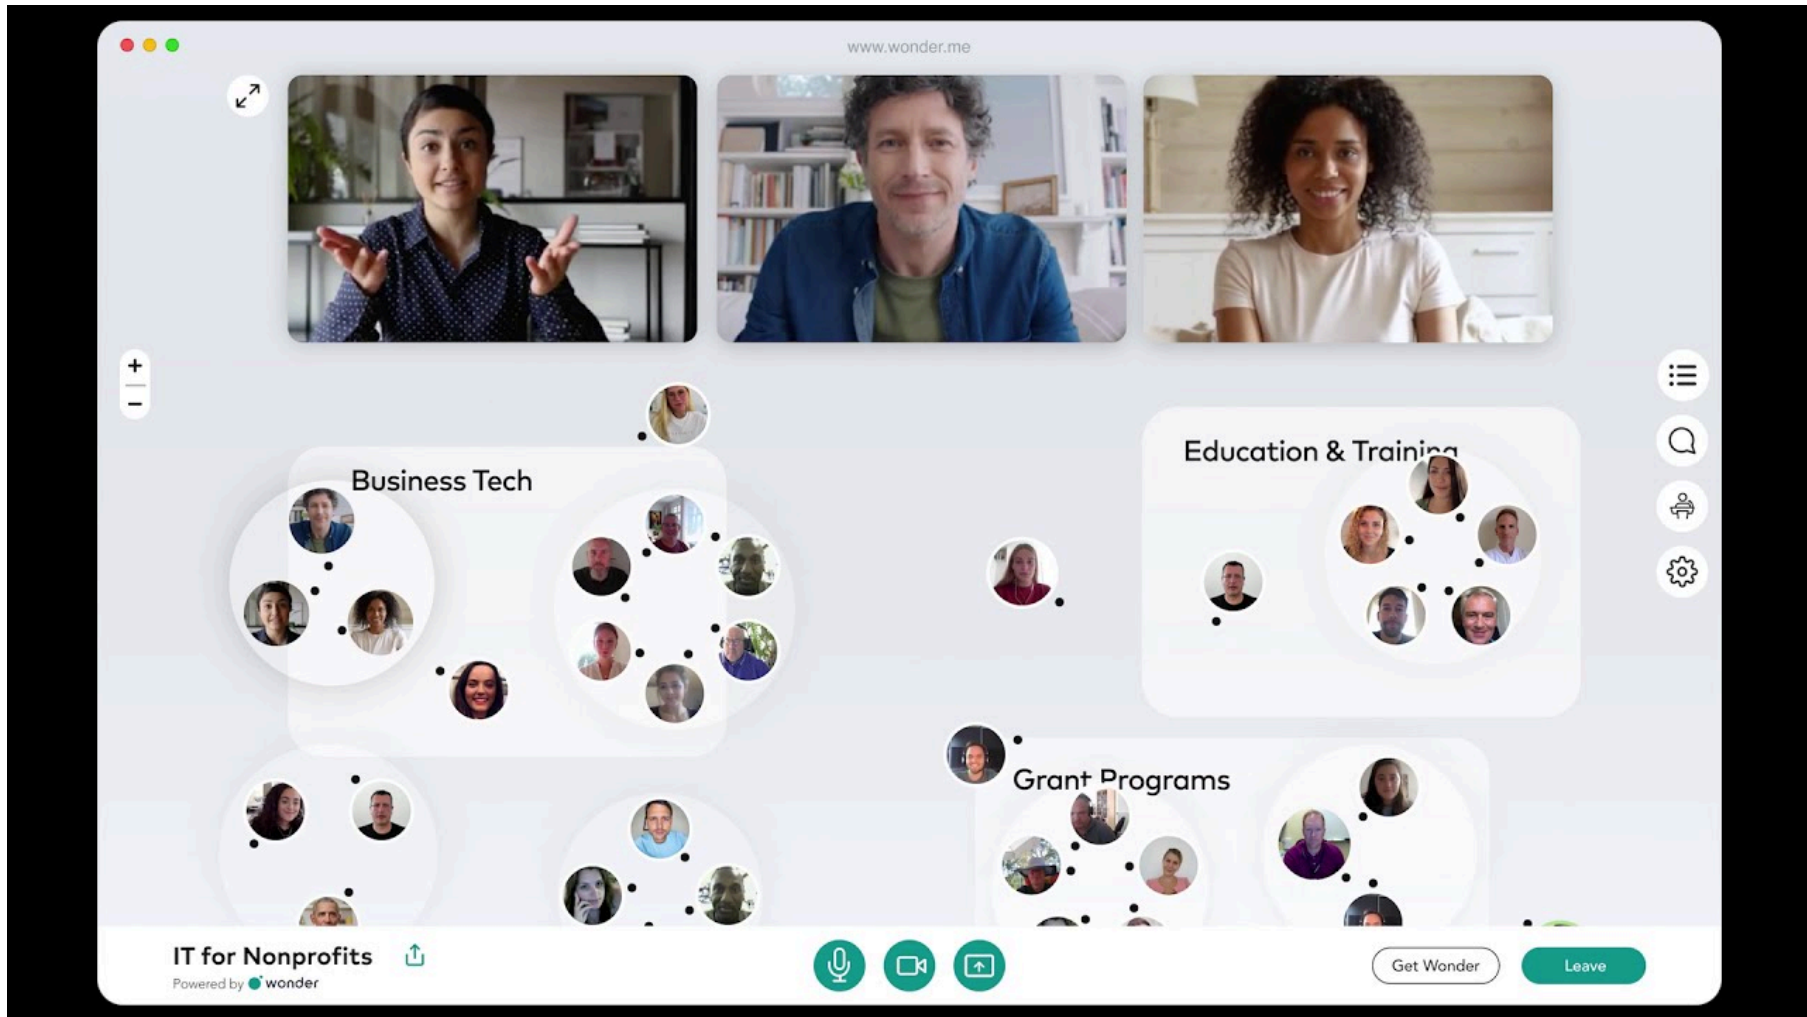 www.wonder.me
Business Tech
Education & Training
Grant Programs
IT for Nonprofits
Powered by wonder
Get Wonder
Leave